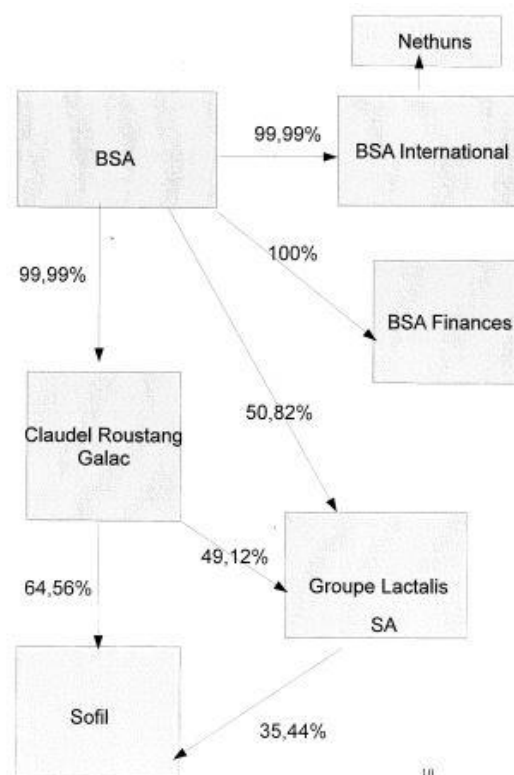 Nethuns
BSA
99,99%
BSA International
100%
99,99%
BSA Finances
50,82%
Claudel Roustang
Galac
49,12%
64,56%
Groupe Lactalis
SA
Sofil
35,44%